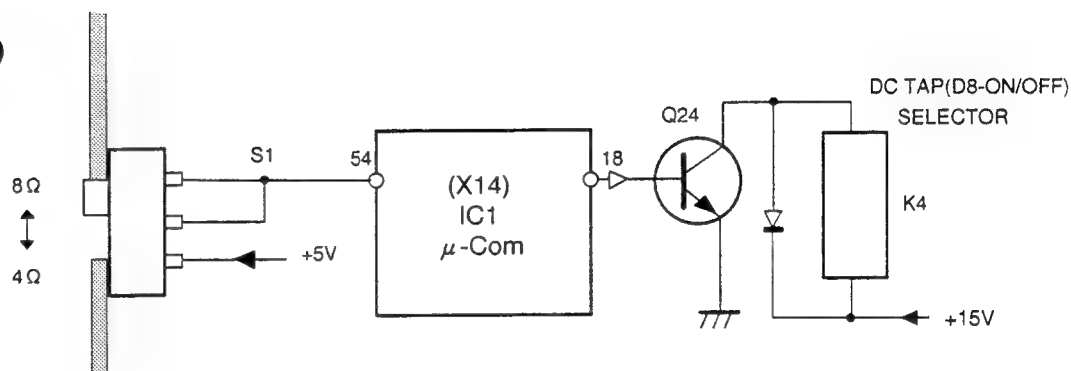 DC TAP(D8-ON/OFF)
SELECTOR
Q24
S1
54
18
8Ω
4Ω
(X14)
IC1
μ-Com
K4
+5V
+15V